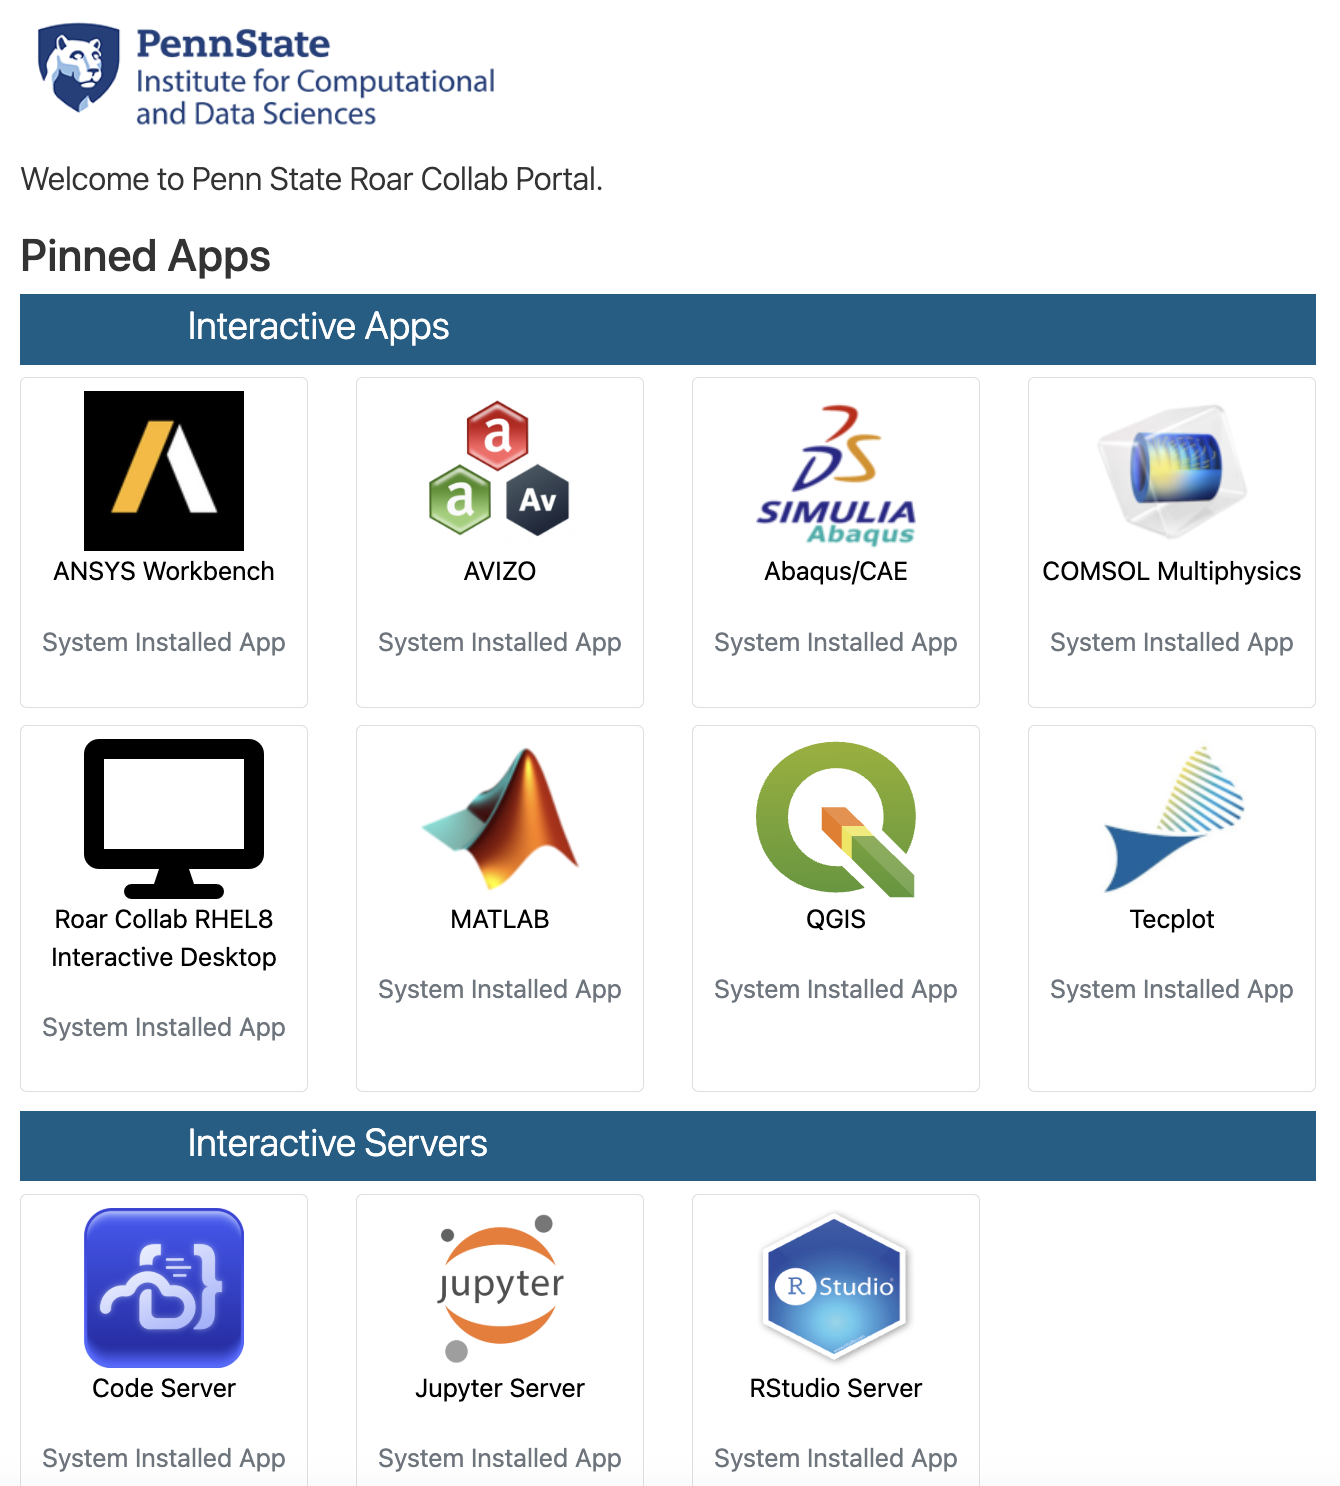 PennState
Institute for Computational
and Data Sciences
Welcome to Penn State Roar Collab Portal.
Pinned Apps
Interactive Apps
a
a Av
DS
SIMULIA
Abaqus
ANSYS Workbench
AVIZO
Abaqus/CAE
COMSOL Multiphysics
System Installed App
System Installed App
System Installed App
System Installed App
Roar Collab RHEL8
Interactive Desktop
MATLAB
QGIS
Tecplot
System Installed App
System Installed App
System Installed App
System Installed App
Interactive Servers
jupyter
R Studio
Code Server
Jupyter Server
RStudio Server
System Installed App
System Installed App
System Installed App